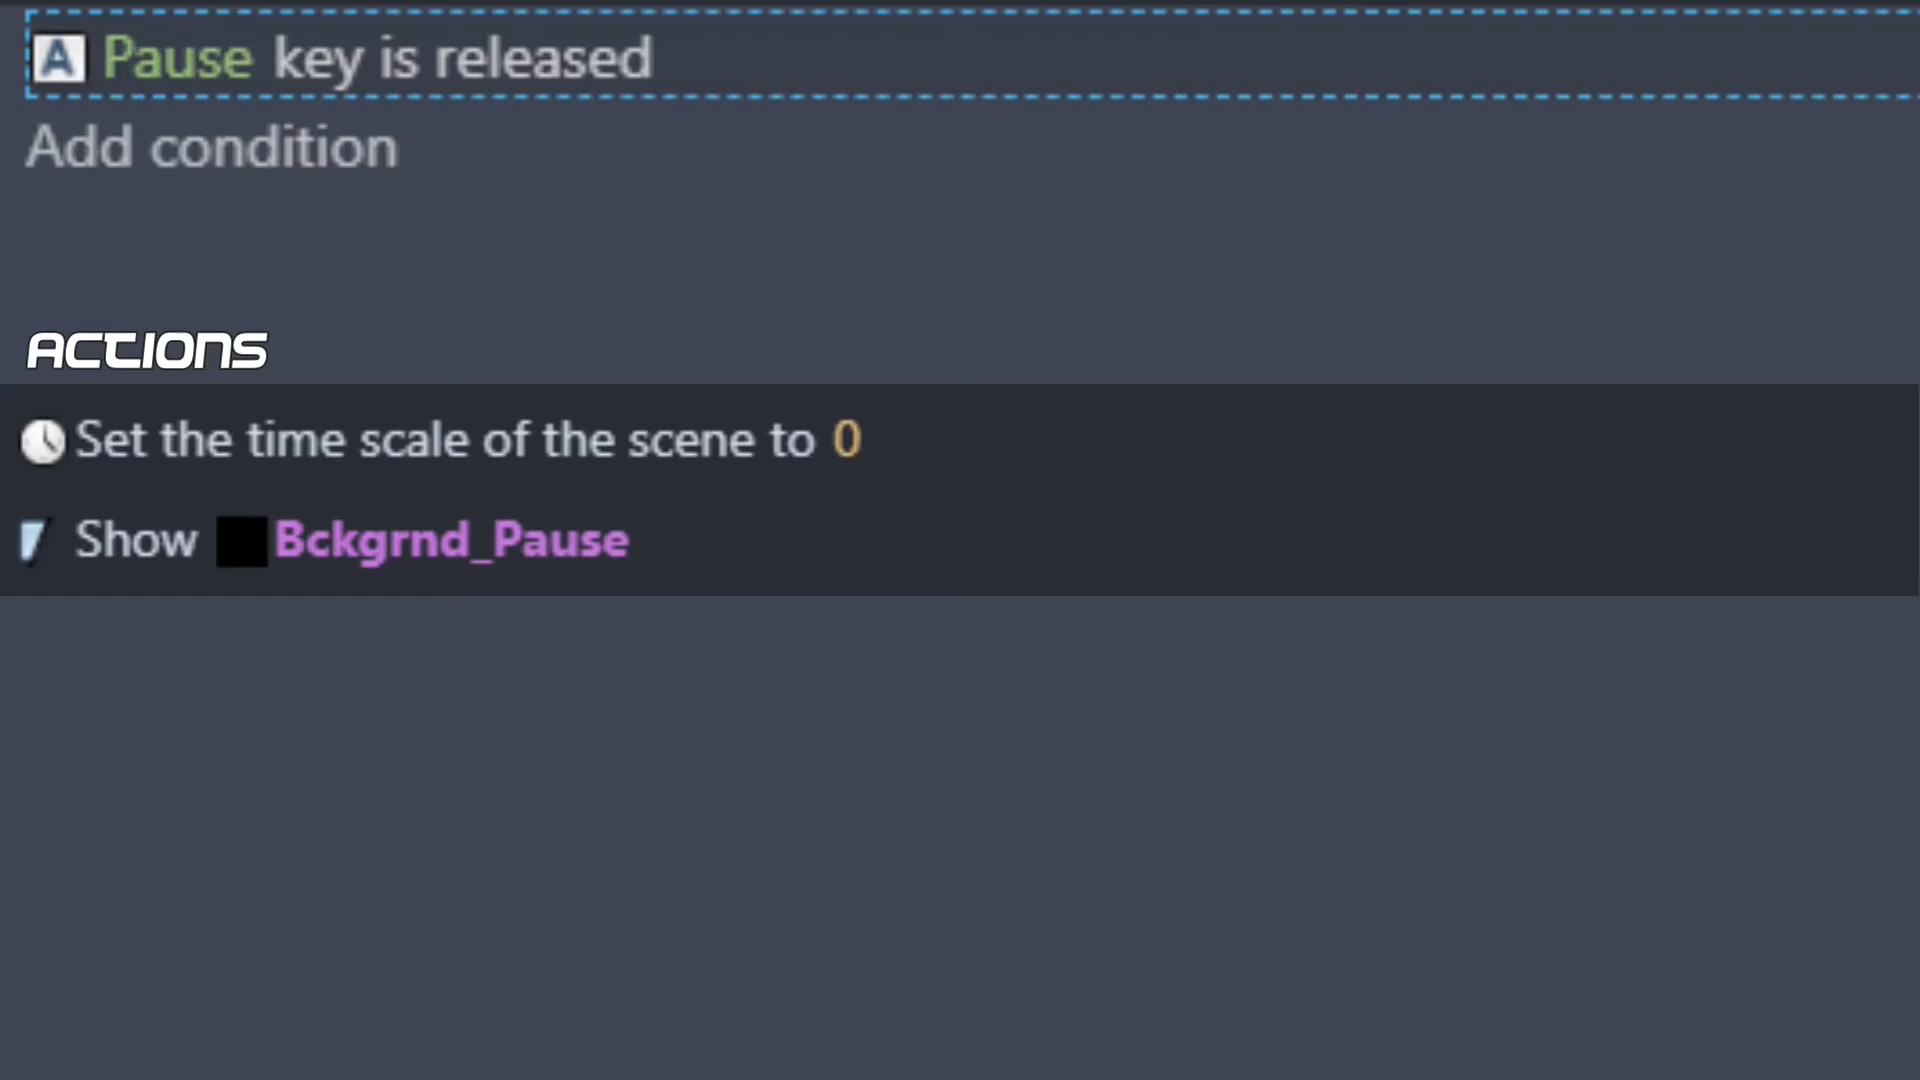 A Pause key is released
Add condition
ACTIONS
Set the time scale of the scene to 0
Show Bckgrnd_Pause